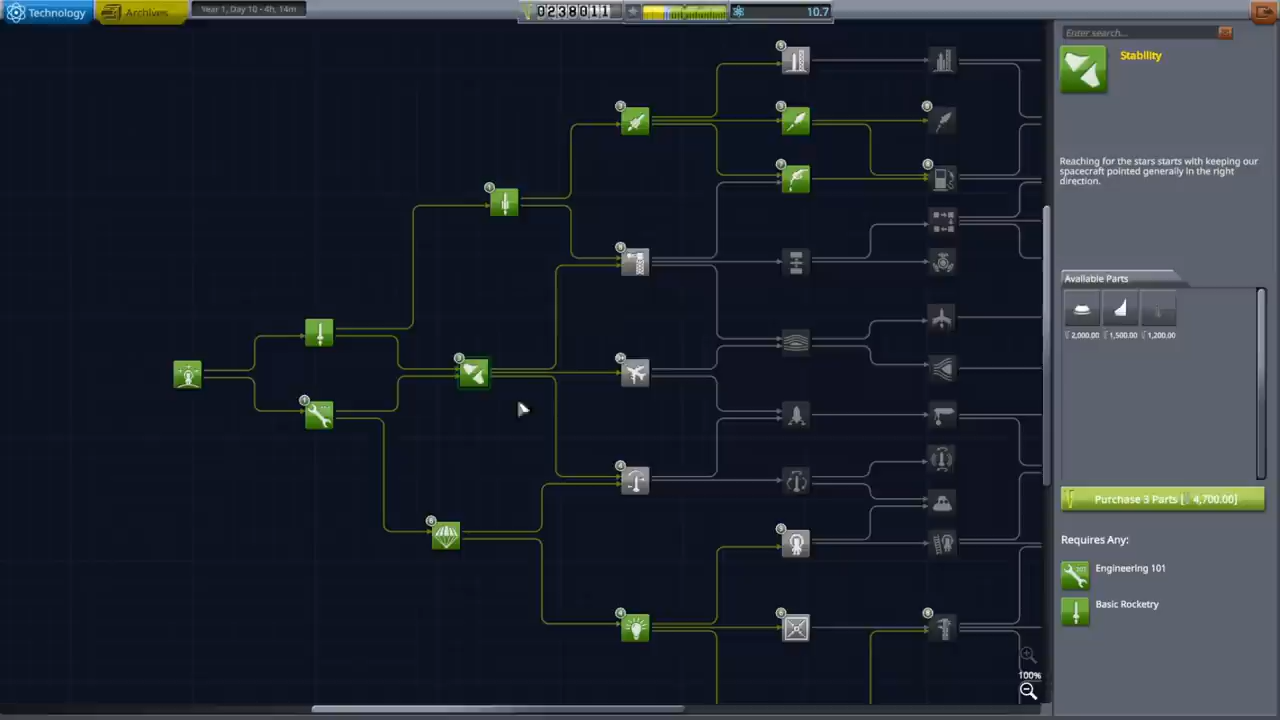 Technology
Archives
Year 1, Day 10 - 4h, 14m
0238011
10.7
Enter search...
Stability
Reaching for the stars starts with keeping our
spacecraft pointed generally in the right
direction.
Available Parts
2,000.00 1,500.00 1,200.00
Purchase 3 Parts [ 4,700.00]
Requires Any:
Engineering 101
Basic Rocketry
100%